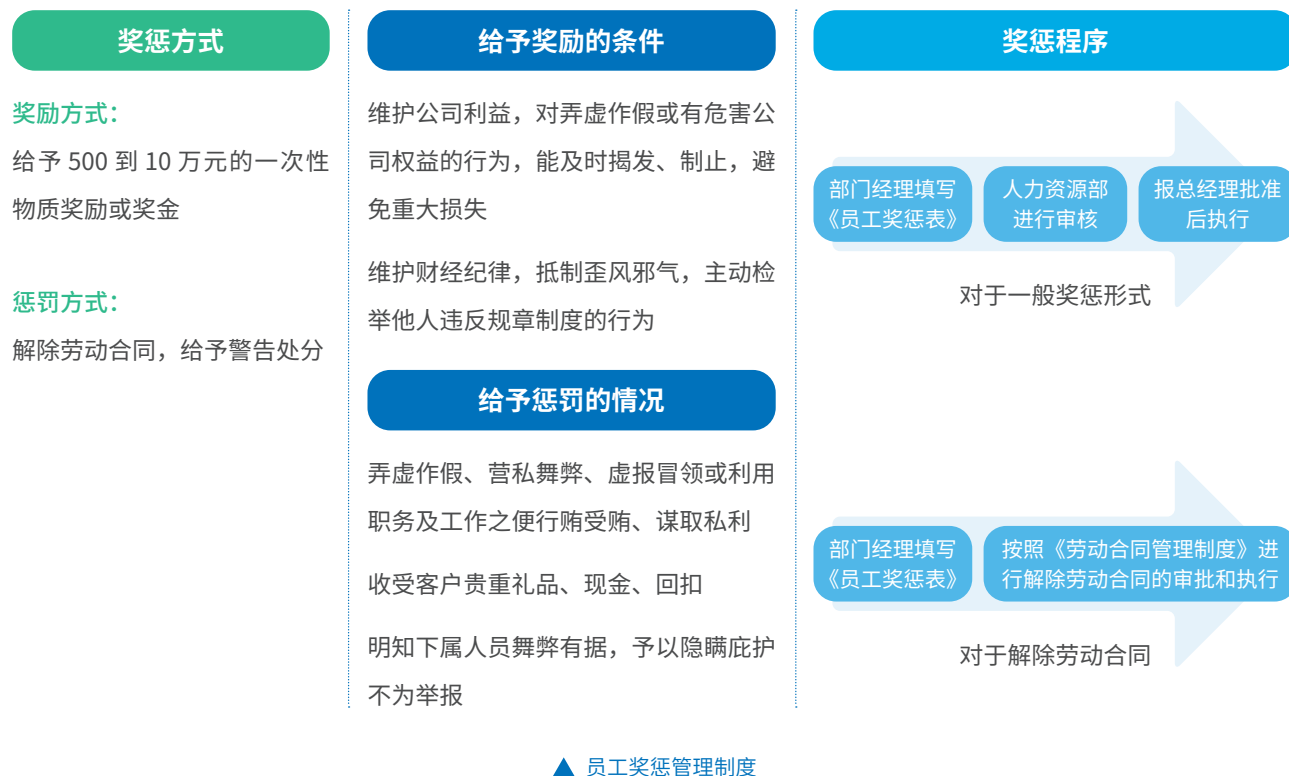 奖惩方式
奖励方式：
给予 500 到 10 万元的一次性
物质奖励或奖金
惩罚方式：
解除劳动合同，给予警告处分
给予奖励的条件
维护公司利益，对弄虚作假或有危害公
司权益的行为，能及时揭发、制止，避
免重大损失
维护财经纪律，抵制歪风邪气，主动检
举他人违反规章制度的行为
给予惩罚的情况
弄虚作假、营私舞弊、虚报冒领或利用
职务及工作之便行贿受贿、谋取私利
收受客户贵重礼品、现金、回扣
明知下属人员舞弊有据，予以隐瞒庇护
不为举报
奖惩程序
部门经理填写
《员工奖惩表》
人力资源部
进行审核
报总经理批准
后执行
对于一般奖惩形式
部门经理填写
《员工奖惩表》
按照《劳动合同管理制度》进
行解除劳动合同的审批和执行
对于解除劳动合同
▲ 员工奖惩管理制度